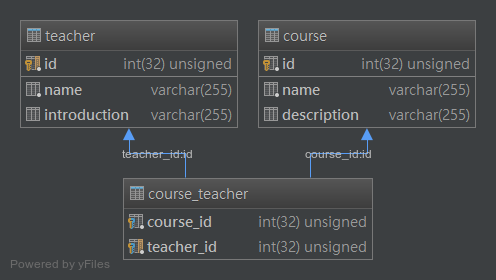 teacher
id int(32) unsigned
name varchar(255)
introduction varchar(255)
course
id int(32) unsigned
name varchar(255)
description varchar(255)
teacher_id:id
course_id:id
course_teacher
course_id int(32) unsigned
teacher_id int(32) unsigned
Powered by yFiles